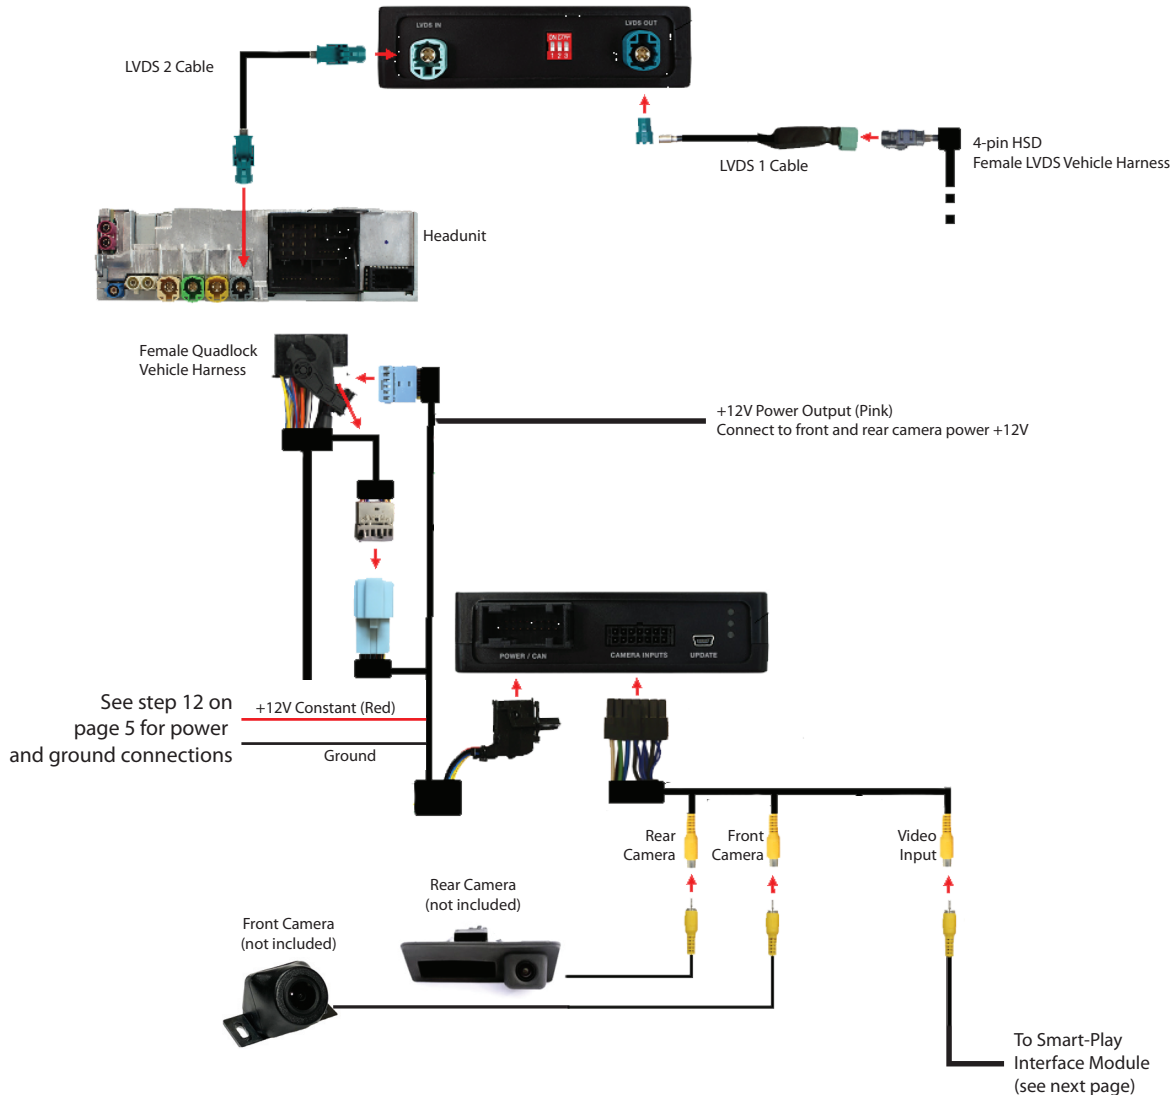 LVDS IN
LVDS OUT
1 2 3
LVDS 2 Cable
LVDS 1 Cable
4-pin HSD
Female LVDS Vehicle Harness
Headunit
Female Quadlock
Vehicle Harness
+12V Power Output (Pink)
Connect to front and rear camera power +12V
POWER / CAN
CAMERA INPUTS
UPDATE
See step 12 on
page 5 for power
and ground connections
+12V Constant (Red)
Ground
Rear
Camera
Front
Camera
Video
Input
Rear Camera
(not included)
Front Camera
(not included)
To Smart-Play
Interface Module
(see next page)